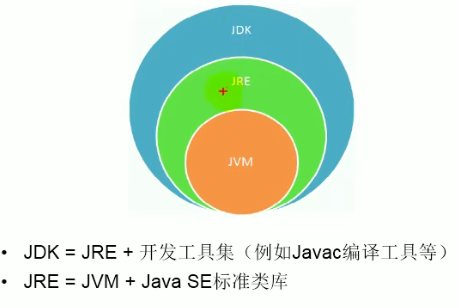 JDK
JRE
JVM
• JDK = JRE + 开发工具集（例如Javac编译工具等）
• JRE = JVM + Java SE标准类库